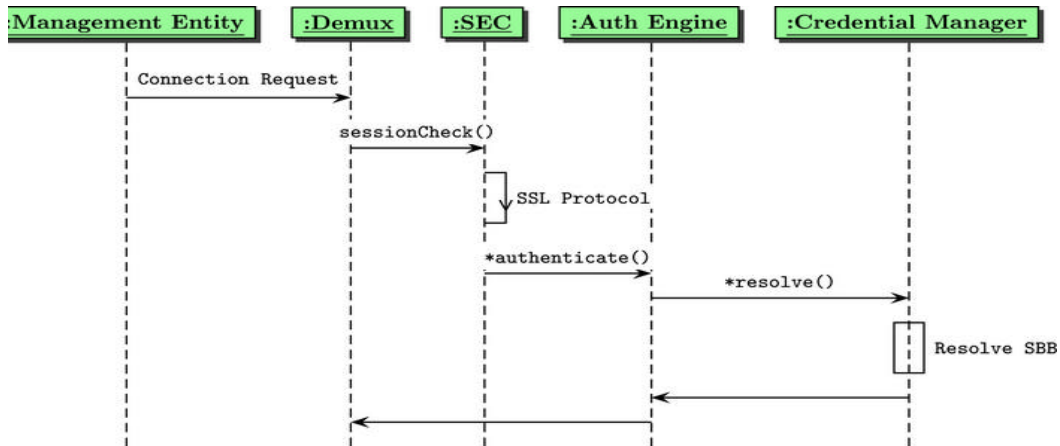 :Management Entity
:Demux
:SEC
:Auth Engine
:Credential Manager
Connection Request
sessionCheck()
SSL Protocol
*authenticate()
*resolve()
Resolve SBB